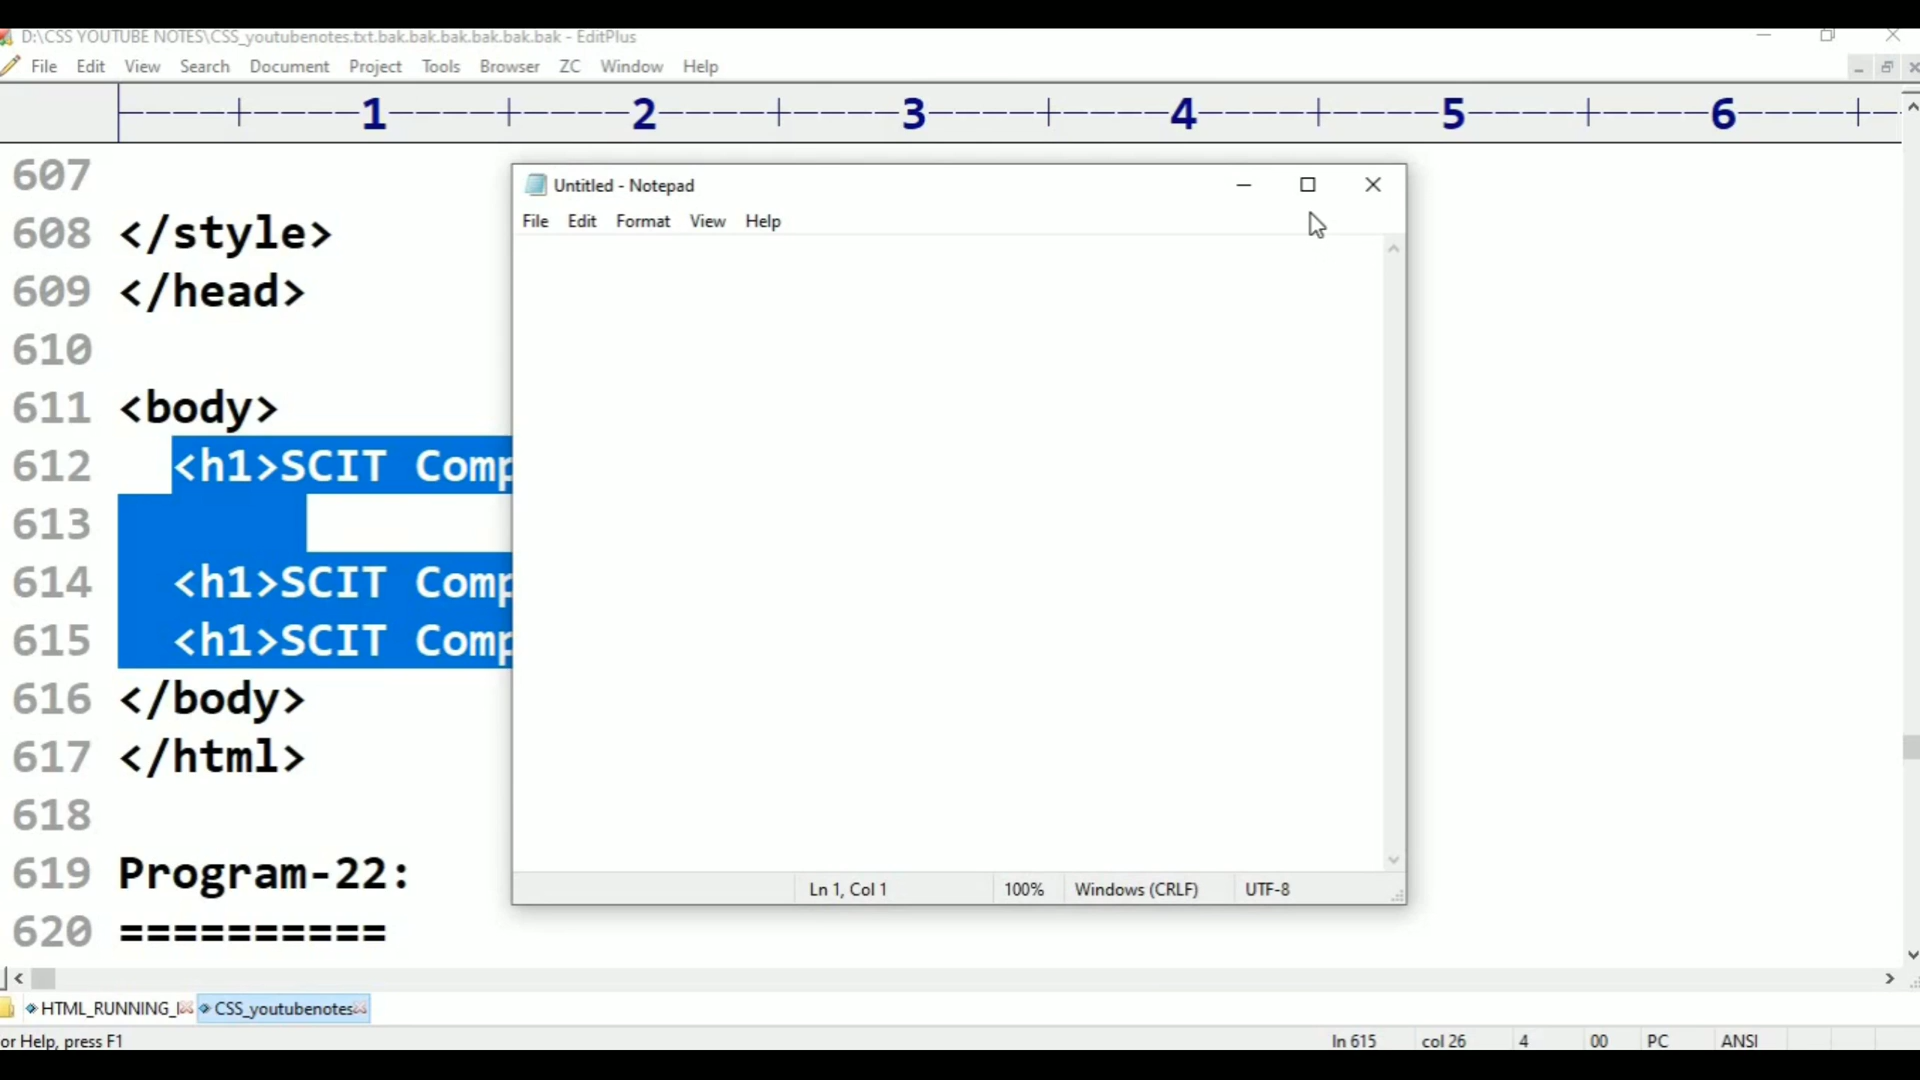 D:\CSS YOUTUBE NOTES\CSS_youtubenotes.txt.bak.bak.bak.bak.bak.bak - EditPlus
File Edit View Search Document Project Tools Browser ZC Window Help
1 2 3 4 5 6
607
608 </style>
609 </head>
610
611 <body>
612 <h1>SCIT Comp
613
614 <h1>SCIT Comp
615 <h1>SCIT Comp
616 </body>
617 </html>
618
619 Program-22:
620 ==========
Untitled - Notepad
File Edit Format View Help
Ln 1, Col 1 100% Windows (CRLF) UTF-8
HTML_RUNNING_ CSS_youtubenotes
or Help, press F1 ln 615 col 26 4 00 PC ANSI